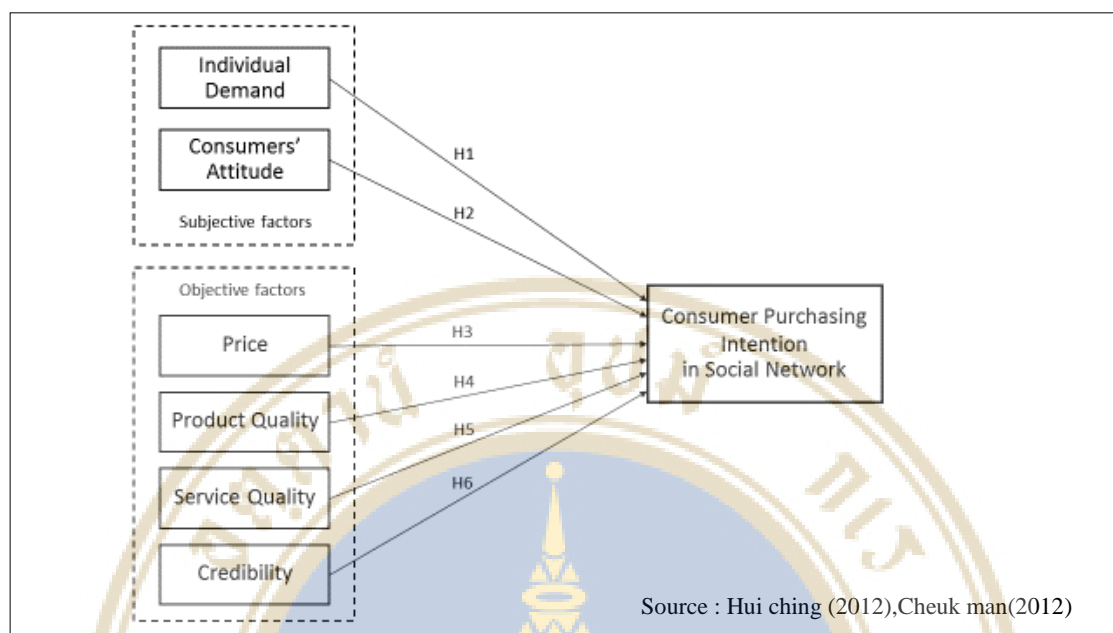 Individual
Demand
Consumers'
Attitude
Subjective factors
H1
H2
Objective factors
Price
Product Quality
Service Quality
Credibility
H3
H4
H5
H6
Consumer Purchasing
Intention
in Social Network
Source : Hui ching (2012),Cheuk man(2012)